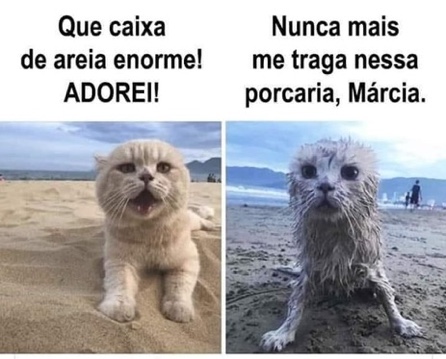 Que caixa
de areia enorme!
ADOREI!
Nunca mais
me traga nessa
porcaria, Márcia.